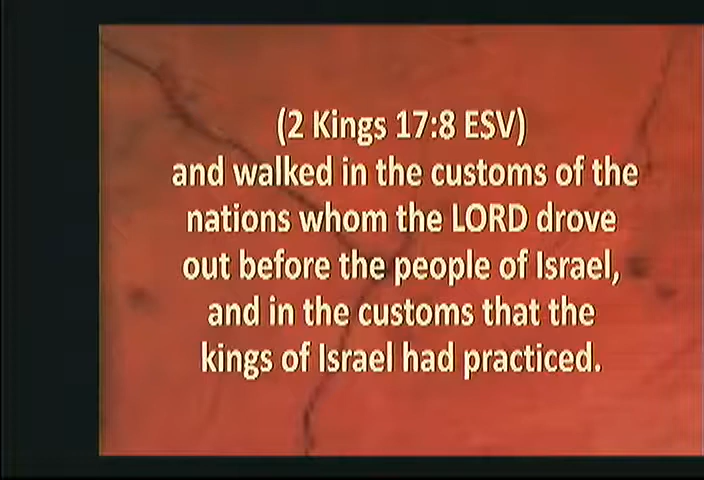 (2 Kings 17:8 ESV)
and walked in the customs of the
nations whom the LORD drove
out before the people of Israel,
and in the customs that the
kings of Israel had practiced.